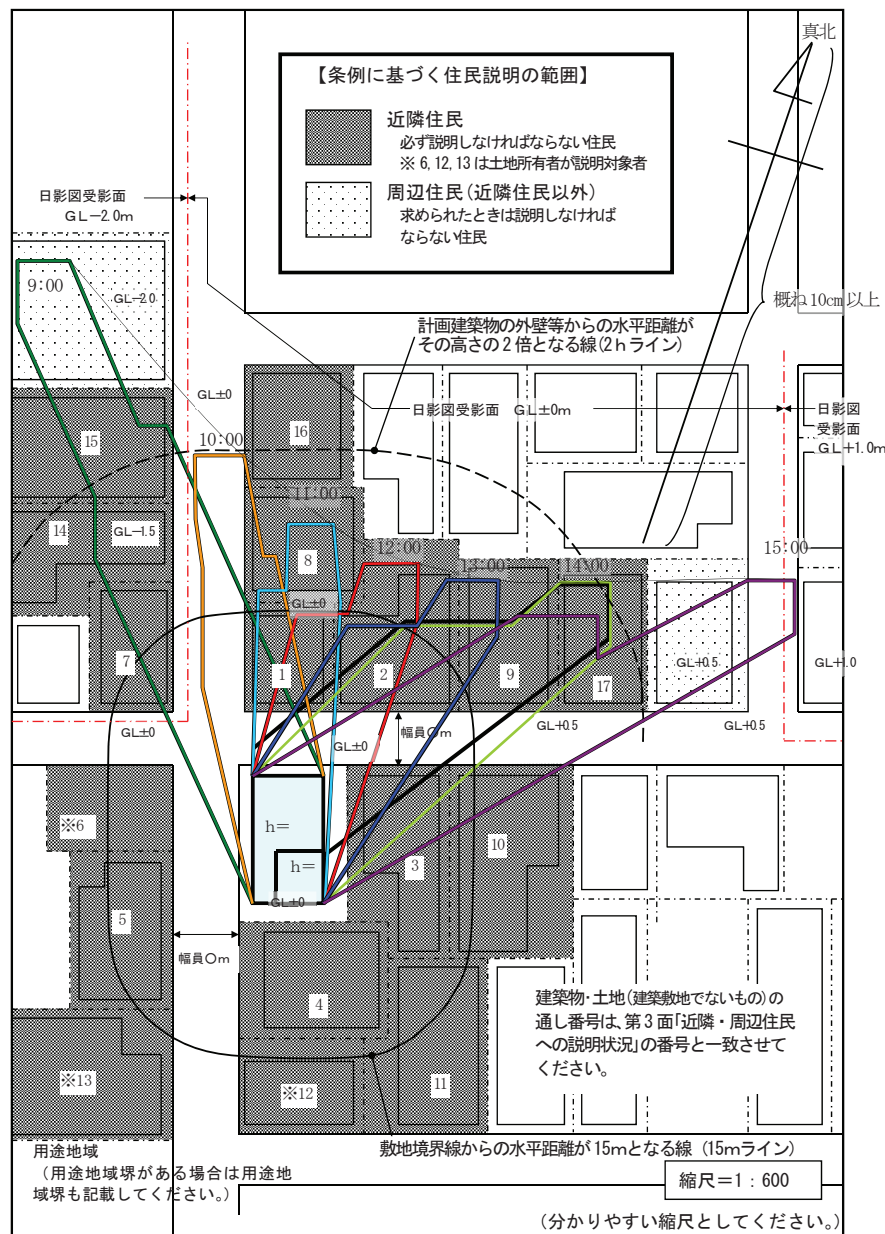 真北
【条例に基づく住民説明の範囲】
近隣住民
必ず説明しなければならない住民
※ 6, 12, 13 は土地所有者が説明対象者
周辺住民(近隣住民以外)
求められたときは説明しなければ
ならない住民
日影図受影面
GL-2.0m
9:00
GL-2.0
概ね10cm以上
計画建築物の外壁等からの水平距離が
その高さの2倍となる線(2hライン)
GL±0
日影図受影面 GL±0m
日影図
受影面
GL+1.0m
15
10:00
16
11:00
14
GL-1.5
8
12:00
13:00
14:00
15:00
GL±0
7
1
2
9
17
GL+0.5
GL+1.0
GL±0
GL±0
幅員〇m
GL+0.5
GL+0.5
※6
h=
h=
GL±0
3
10
5
幅員〇m
4
建築物・土地(建築敷地でないもの)の
通し番号は、第3面「近隣・周辺住民
への説明状況」の番号と一致させて
ください。
※13
※12
11
用途地域
(用途地域堺がある場合は用途地
域堺も記載してください。)
敷地境界線からの水平距離が15mとなる線 (15mライン)
縮尺=1:600
(分かりやすい縮尺としてください。)